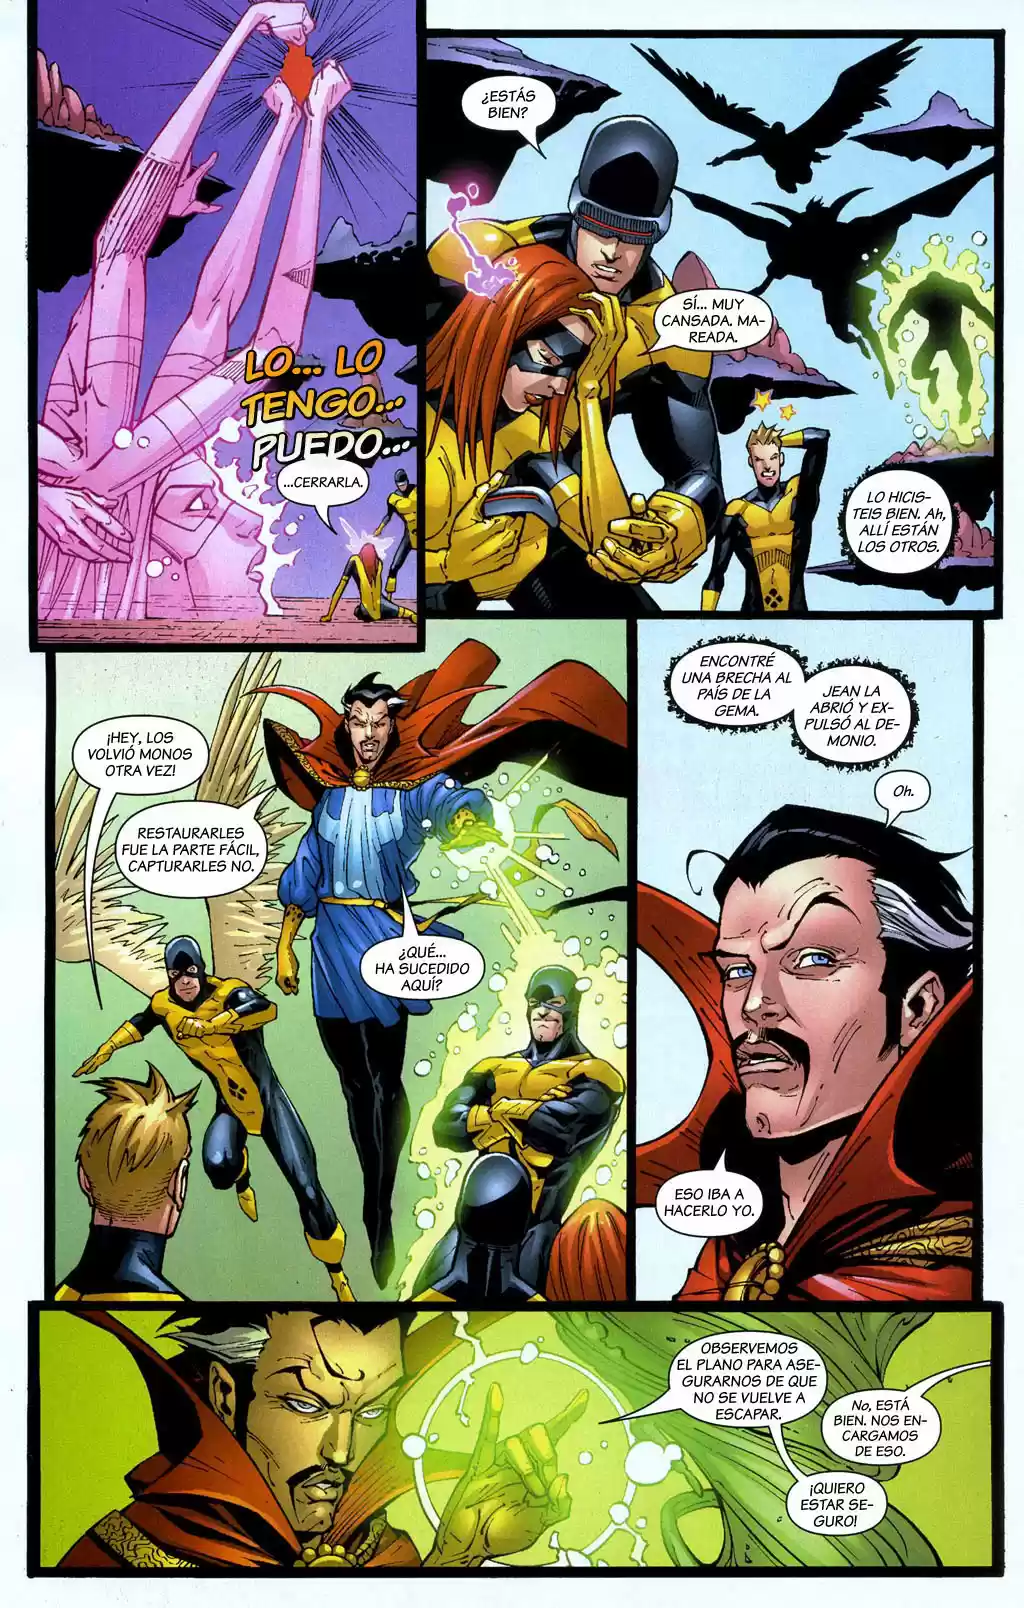 LO... LO
TENGO...
PUEDO...
...CERRARLA.
¿ESTÁS
BIEN?
SÍ... MUY
CANSADA. MA-
READA.
LO HICIS-
TEIS BIEN. Ah,
ALLÍ ESTÁN
LOS OTROS.
¡HEY, LOS
VOLVIÓ MONOS
OTRA VEZ!
RESTAURARLES
FUE LA PARTE FÁCIL,
CAPTURARLES NO.
¿QUÉ...
HA SUCEDIDO
AQUÍ?
ENCONTRÉ
UNA BRECHA AL
PAÍS DE LA
GEMA.
JEAN LA
ABRIÓ Y EX-
PULSÓ AL DE-
MONIO.
Oh.
ESO IBA A
HACERLO YO.
OBSERVEMOS
EL PLANO PARA ASE-
GURARNOS DE QUE
NO SE VUELVE A
ESCAPAR.
No, ESTÁ
BIEN. NOS EN-
CARGAMOS
DE ESO.
¡QUIERO
ESTAR SE-
GURO!